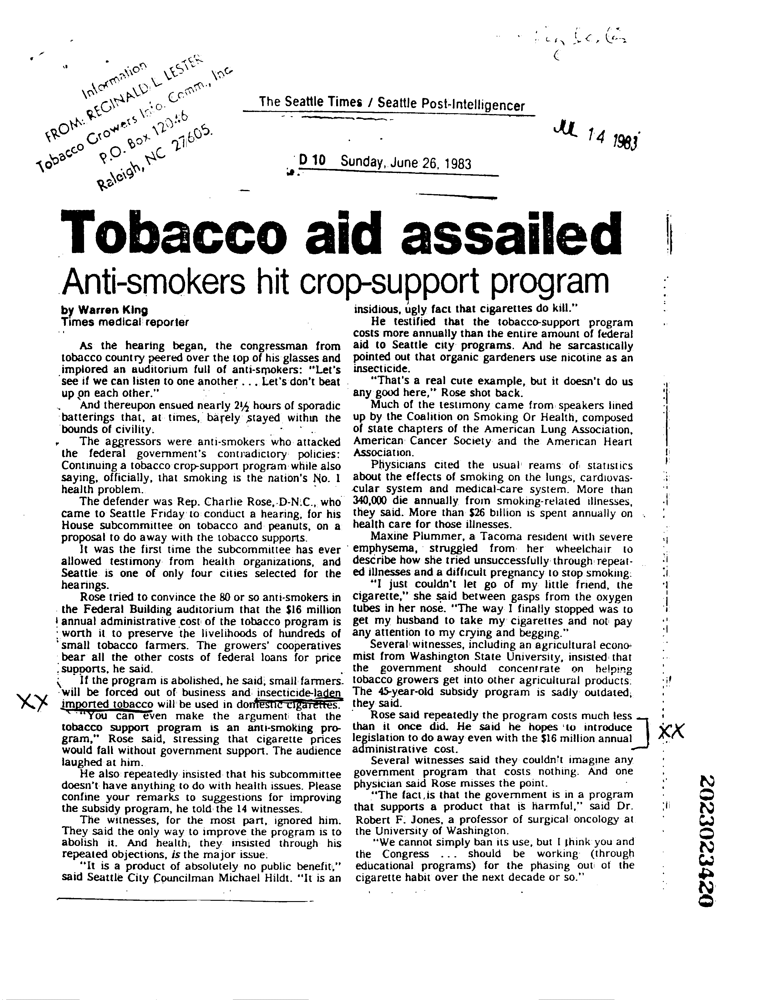 Information
FROM: REGINALD L. LESTER
Tobacco Growers Info. Comm., Inc.
P.O. Box 12046
Raleigh, NC 27605.
The Seattle Times / Seattle Post-Intelligencer
JUL 14 1983
D 10 Sunday, June 26, 1983
Tobacco aid assailed
Anti-smokers hit crop-support program
by Warren King
Times medical reporter
As the hearing began, the congressman from
tobacco country peered over the top of his glasses and
implored an auditorium full of anti-smokers: "Let's
see if we can listen to one another . . . Let's don't beat
up on each other."
And thereupon ensued nearly 2½ hours of sporadic
batterings that, at times, barely stayed within the
bounds of civility.
The aggressors were anti-smokers who attacked
the federal government's contradictory policies:
Continuing a tobacco crop-support program while also
saying, officially, that smoking is the nation's No. 1
health problem.
The defender was Rep. Charlie Rose, D-N.C., who
came to Seattle Friday to conduct a hearing, for his
House subcommittee on tobacco and peanuts, on a
proposal to do away with the tobacco supports.
It was the first time the subcommittee has ever
allowed testimony from health organizations, and
Seattle is one of only four cities selected for the
hearings.
Rose tried to convince the 80 or so anti-smokers in
the Federal Building auditorium that the $16 million
annual administrative cost of the tobacco program is
worth it to preserve the livelihoods of hundreds of
small tobacco farmers. The growers' cooperatives
bear all the other costs of federal loans for price
supports, he said.
If the program is abolished, he said, small farmers
will be forced out of business and insecticide-laden
XX imported tobacco will be used in domestic cigarettes.
"You can even make the argument that the
tobacco support program is an anti-smoking pro-
gram," Rose said, stressing that cigarette prices
would fall without government support. The audience
laughed at him.
He also repeatedly insisted that his subcommittee
doesn't have anything to do with health issues. Please
confine your remarks to suggestions for improving
the subsidy program, he told the 14 witnesses.
The witnesses, for the most part, ignored him.
They said the only way to improve the program is to
abolish it. And health, they insisted through his
repeated objections, is the major issue.
"It is a product of absolutely no public benefit,"
said Seattle City Councilman Michael Hildt. "It is an
insidious, ugly fact that cigarettes do kill."
He testified that the tobacco-support program
costs more annually than the entire amount of federal
aid to Seattle city programs. And he sarcastically
pointed out that organic gardeners use nicotine as an
insecticide.
"That's a real cute example, but it doesn't do us
any good here," Rose shot back.
Much of the testimony came from speakers lined
up by the Coalition on Smoking Or Health, composed
of state chapters of the American Lung Association,
American Cancer Society and the American Heart
Association.
Physicians cited the usual reams of statistics
about the effects of smoking on the lungs, cardiovas-
cular system and medical-care system. More than
340,000 die annually from smoking-related illnesses,
they said. More than $26 billion is spent annually on
health care for those illnesses.
Maxine Plummer, a Tacoma resident with severe
emphysema, struggled from her wheelchair to
describe how she tried unsuccessfully through repeat-
ed illnesses and a difficult pregnancy to stop smoking.
"I just couldn't let go of my little friend, the
cigarette," she said between gasps from the oxygen
tubes in her nose. "The way I finally stopped was to
get my husband to take my cigarettes and not pay
any attention to my crying and begging."
Several witnesses, including an agricultural econo-
mist from Washington State University, insisted that
the government should concentrate on helping
tobacco growers get into other agricultural products.
The 45-year-old subsidy program is sadly outdated,
they said.
Rose said repeatedly the program costs much less
than it once did. He said he hopes to introduce XX
legislation to do away even with the $16 million annual
administrative cost.
Several witnesses said they couldn't imagine any
government program that costs nothing. And one
physician said Rose misses the point.
"The fact is that the government is in a program
that supports a product that is harmful," said Dr.
Robert F. Jones, a professor of surgical oncology at
the University of Washington.
"We cannot simply ban its use, but I think you and
the Congress . . . should be working (through
educational programs) for the phasing out of the
cigarette habit over the next decade or so."
2023023420